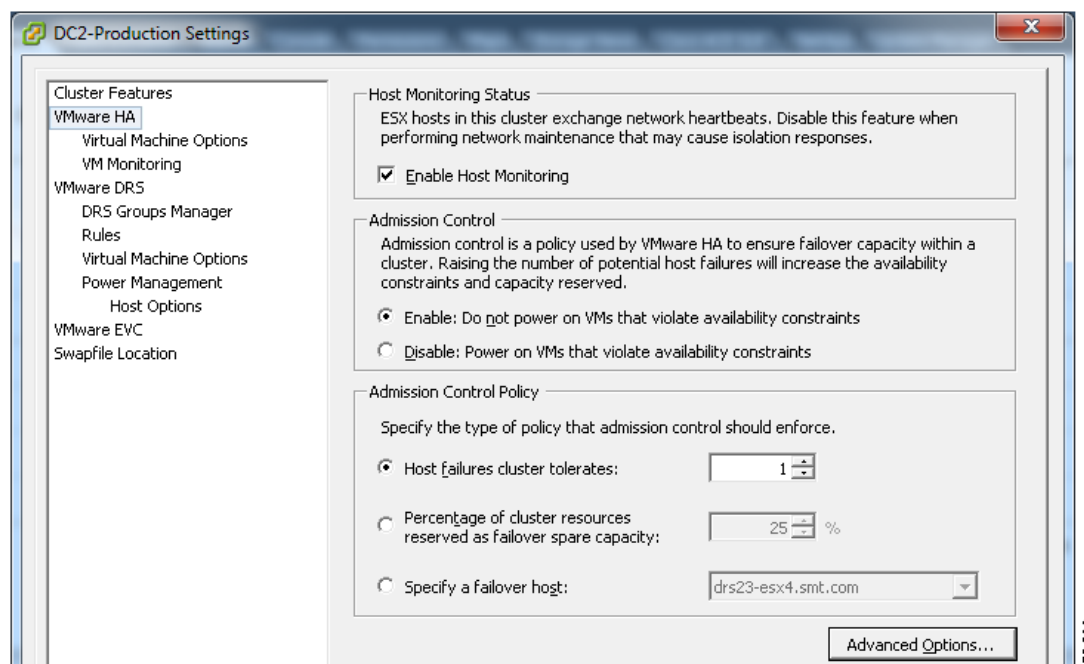 DC2-Production Settings
Cluster Features
VMware HA
Virtual Machine Options
VM Monitoring
VMware DRS
DRS Groups Manager
Rules
Virtual Machine Options
Power Management
Host Options
VMware EVC
Swapfile Location
Host Monitoring Status
ESX hosts in this cluster exchange network heartbeats. Disable this feature when
performing network maintenance that may cause isolation responses.
Enable Host Monitoring
Admission Control
Admission control is a policy used by VMware HA to ensure failover capacity within a
cluster. Raising the number of potential host failures will increase the availability
constraints and capacity reserved.
Enable: Do not power on VMs that violate availability constraints
Disable: Power on VMs that violate availability constraints
Admission Control Policy
Specify the type of policy that admission control should enforce.
Host failures cluster tolerates: 1
Percentage of cluster resources
reserved as failover spare capacity: 25 %
Specify a failover host: drs23-esx4.smt.com
Advanced Options...